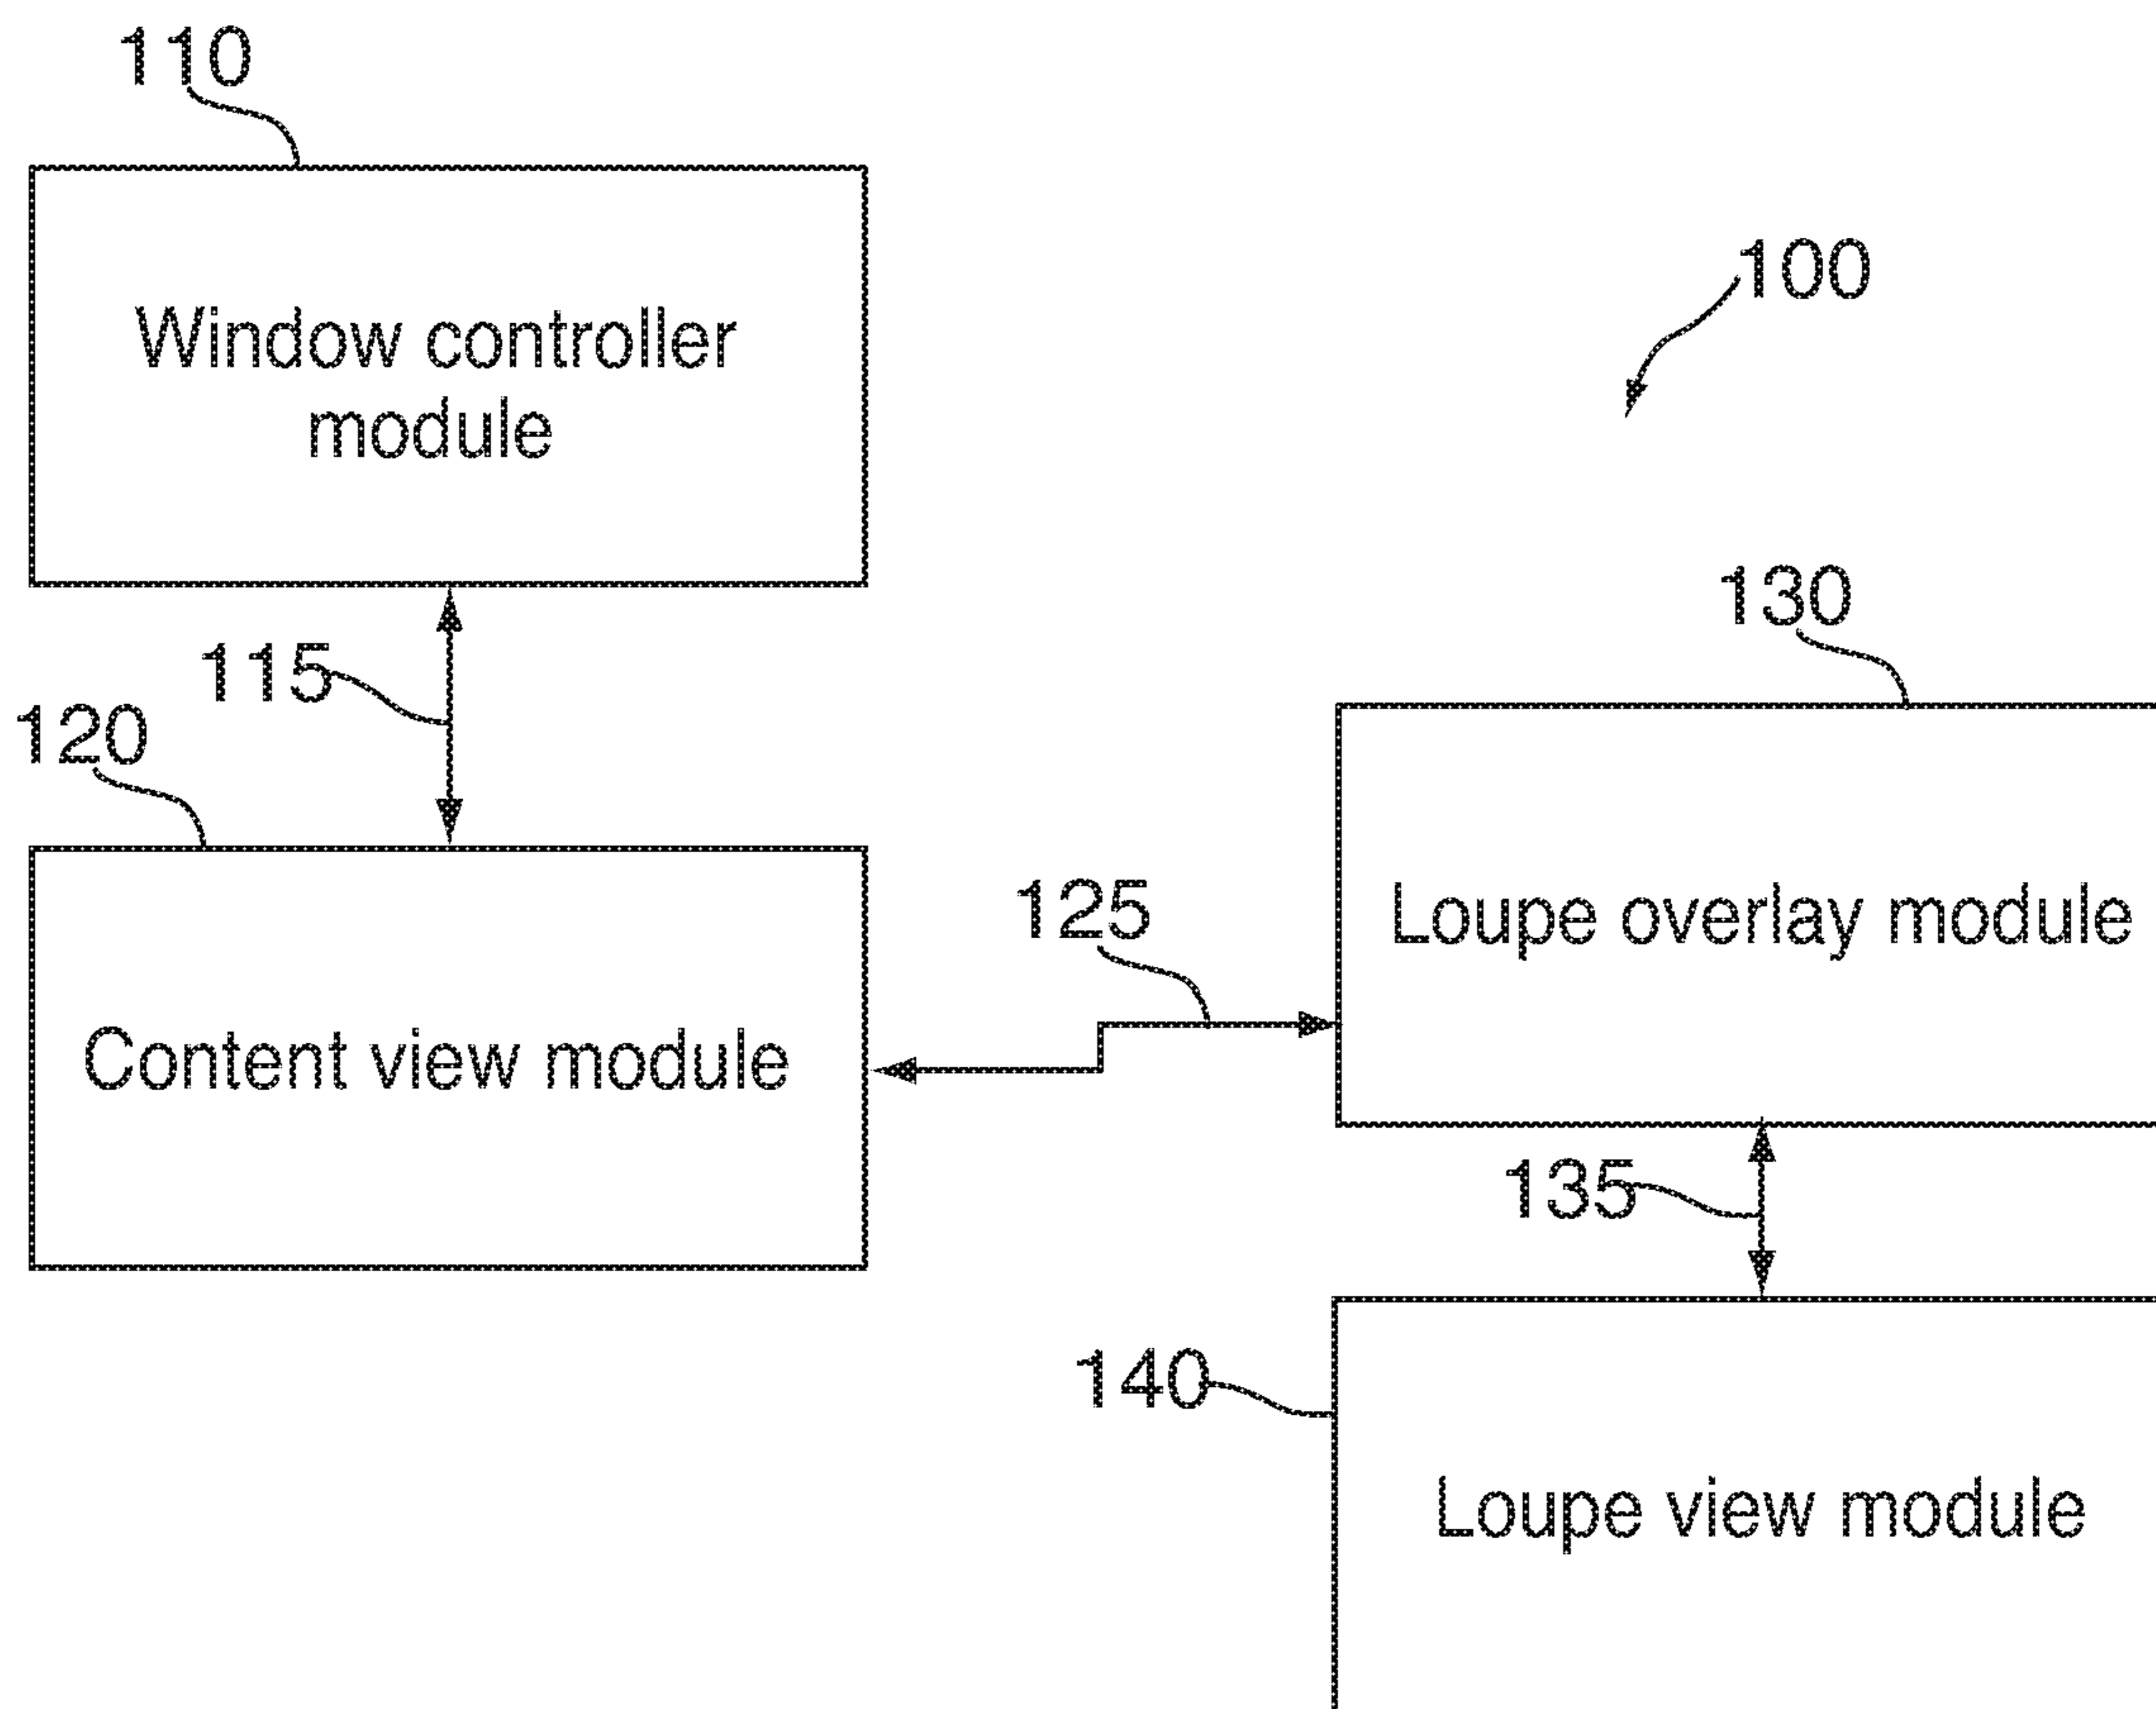 110
Window controller
module
100
115
130
120
125
Loupe overlay module
Content view module
135
140
Loupe view module